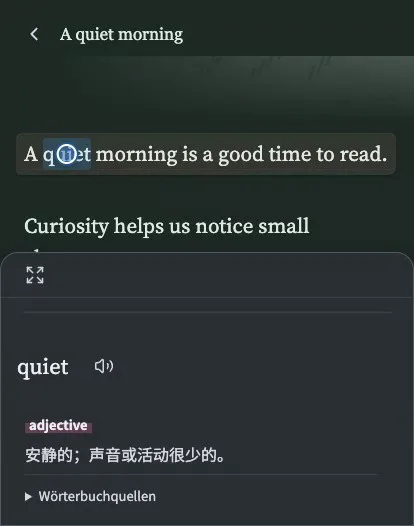 A quiet morning
A quiet morning is a good time to read.
Curiosity helps us notice small
quiet
adjective
安静的；声音或活动很少的。
Wörterbuchquellen